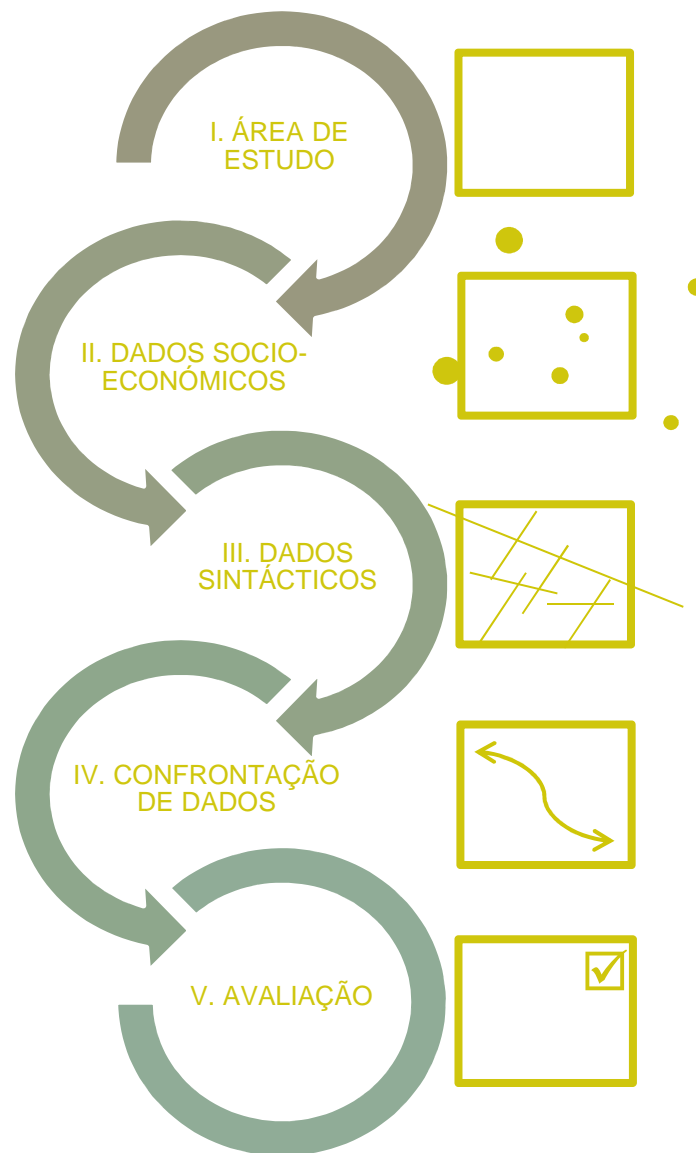 I. ÁREA DE
ESTUDO
II. DADOS SOCIO-
ECONÓMICOS
III. DADOS
SINTÁCTICOS
IV. CONFRONTAÇÃO
DE DADOS
V. AVALIAÇÃO